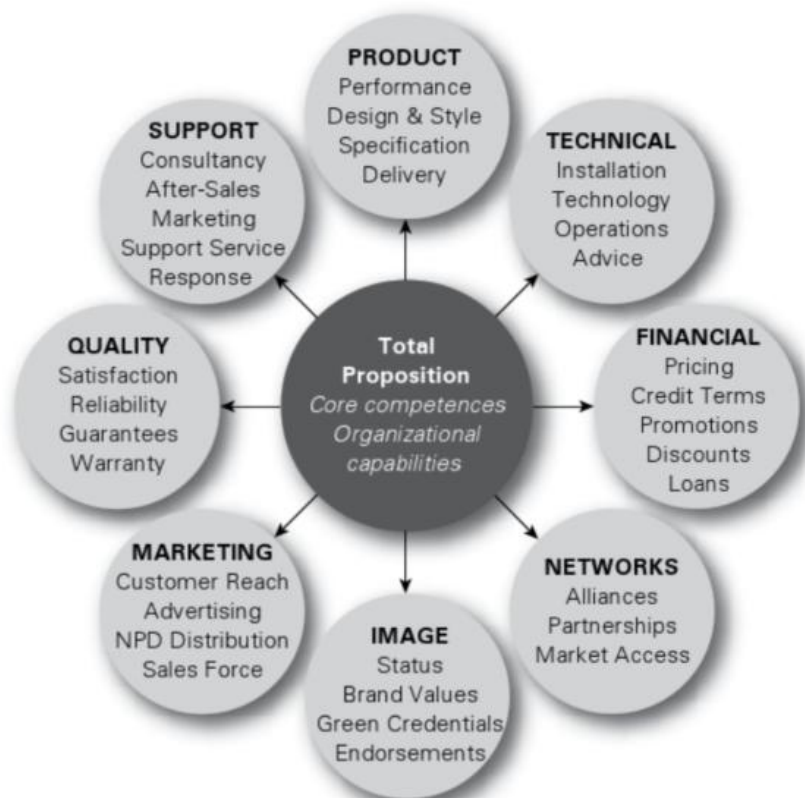 PRODUCT
Performance
Design & Style
Specification
Delivery
TECHNICAL
Installation
Technology
Operations
Advice
FINANCIAL
Pricing
Credit Terms
Promotions
Discounts
Loans
NETWORKS
Alliances
Partnerships
Market Access
IMAGE
Status
Brand Values
Green Credentials
Endorsements
MARKETING
Customer Reach
Advertising
NPD Distribution
Sales Force
QUALITY
Satisfaction
Reliability
Guarantees
Warranty
SUPPORT
Consultancy
After-Sales
Marketing
Support Service
Response
Total
Proposition
Core competences
Organizational
capabilities